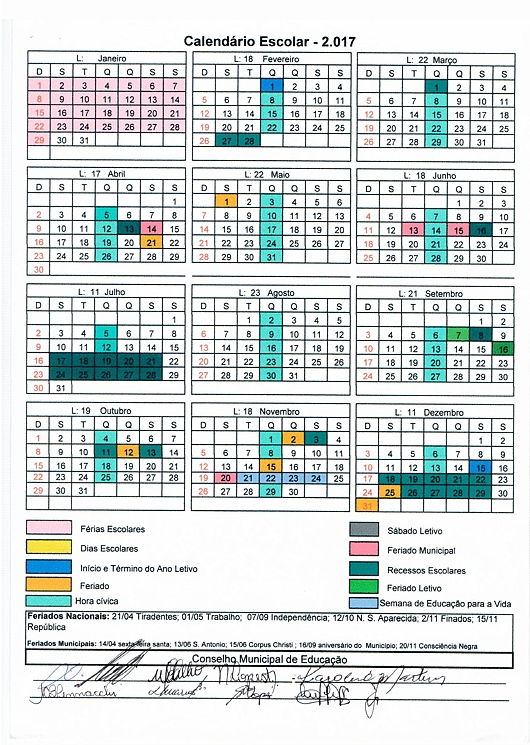 Calendário Escolar - 2.017
L: Janeiro L: 18 Fevereiro L: 22 Março
D S T Q Q S S D S T Q Q S S D S T Q Q S S
1 2 3 4 5 6 7 1 2 3 4 1 2 3 4
8 9 10 11 12 13 14 5 6 7 8 9 10 11 5 6 7 8 9 10 11
15 16 17 18 19 20 21 12 13 14 15 16 17 18 12 13 14 15 16 17 18
22 23 24 25 26 27 28 19 20 21 22 23 24 25 19 20 21 22 23 24 25
29 30 31 26 27 28 26 27 28 29 30 31
L: 17 Abril L: 22 Maio L: 18 Junho
D S T Q Q S S D S T Q Q S S D S T Q Q S S
1 1 2 3 4 5 6 1 2 3
2 3 4 5 6 7 8 7 8 9 10 11 12 13 4 5 6 7 8 9 10
9 10 11 12 13 14 15 14 15 16 17 18 19 20 11 12 13 14 15 16 17
16 17 18 19 20 21 22 21 22 23 24 25 26 27 18 19 20 21 22 23 24
23 24 25 26 27 28 29 28 29 30 31 25 26 27 28 29 30
30
L: 11 Julho L: 23 Agosto L: 21 Setembro
D S T Q Q S S D S T Q Q S S D S T Q Q S S
1 1 2 3 4 5 1 2
2 3 4 5 6 7 8 6 7 8 9 10 11 12 3 4 5 6 7 8 9
9 10 11 12 13 14 15 13 14 15 16 17 18 19 10 11 12 13 14 15 16
16 17 18 19 20 21 22 20 21 22 23 24 25 26 17 18 19 20 21 22 23
23 24 25 26 27 28 29 27 28 29 30 31 24 25 26 27 28 29 30
30 31
L: 19 Outubro L: 18 Novembro L: 11 Dezembro
D S T Q Q S S D S T Q Q S S D S T Q Q S S
1 2 3 4 5 6 7 1 2 3 4 1 2
8 9 10 11 12 13 14 5 6 7 8 9 10 11 3 4 5 6 7 8 9
15 16 17 18 19 20 21 12 13 14 15 16 17 18 10 11 12 13 14 15 16
22 23 24 25 26 27 28 19 20 21 22 23 24 25 17 18 19 20 21 22 23
29 30 31 26 27 28 29 30 24 25 26 27 28 29 30
31
Férias Escolares Sábado Letivo
Dias Escolares Feriado Municipal
Início e Término do Ano Letivo Recessos Escolares
Feriado Feriado Letivo
Hora cívica Semana de Educação para a Vida
Feriados Nacionais: 21/04 Tiradentes; 01/05 Trabalho; 07/09 Independência; 12/10 N. S. Aparecida; 2/11 Finados; 15/11
República
Feriados Municipais: 14/04 sexta feira santa; 13/06 S. Antonio; 15/06 Corpus Christi ; 16/09 aniversário do Município; 20/11 Consciência Negra
Conselho Municipal de Educação